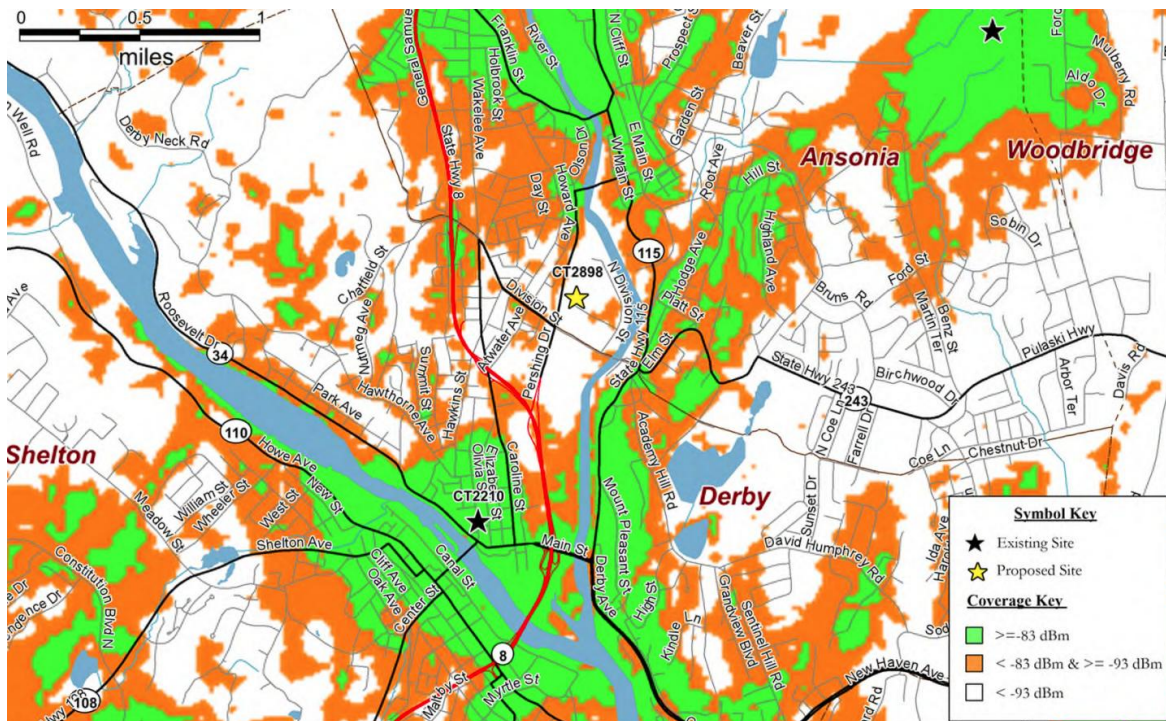 0
0.5
1
miles
General Samuel
Franklin St
Holbrook St
Wakelee Ave
River St
N Cliff St
Prospect St
Beaver St
Garden St
Ford
Mulberry Rd
Aldo Dr
O Well Rd
Derby Neck Rd
State Hwy 8
Olson Dr
E Main St
W Main St
Root Ave
Ansonia
Woodbridge
Day St
Howard Ave
Hill St
Highland Ave
Sobin Dr
Chatfield St
115
Hodge Ave
CT2898
N Division St
Platt St
Ford St
Bruns Rd
Martin Ter
Benz St
Division St
Roosevelt Dr
34
Nutmeg Ave
Atwater Ave
Pershing Dr
State Hwy 115
Elm St
Pulaski Hwy
Summit St
State Hwy 243
Birchwood Dr
Arbor Ter
Davis Rd
Park Ave
Hawthorne Ave
Hawkins St
243
N Coe Ln
Farrell Dr
110
Howe Ave
Shelton
Caroline St
Elizabet St
Olivia St
Academy Hill Rd
Chestnut Dr
Coe Ln
William St
Wheeler St
New St
West St
CT2210
Derby
Meadow St
Mount Pleasant St
Sunset Dr
Shelton Ave
Canal St
Main St
Cliff Ave
Oak Ave
Center St
Derby Ave
David Humphrey Rd
Constitution Blvd N
High St
Kindle Ln
Grandview Blvd
Sentinel Hill Rd
8
Maltby St
Myrtle St
New Haven Ave
108
Symbol Key
Existing Site
Proposed Site
Coverage Key
>=-83 dBm
< -83 dBm & >= -93 dBm
< -93 dBm